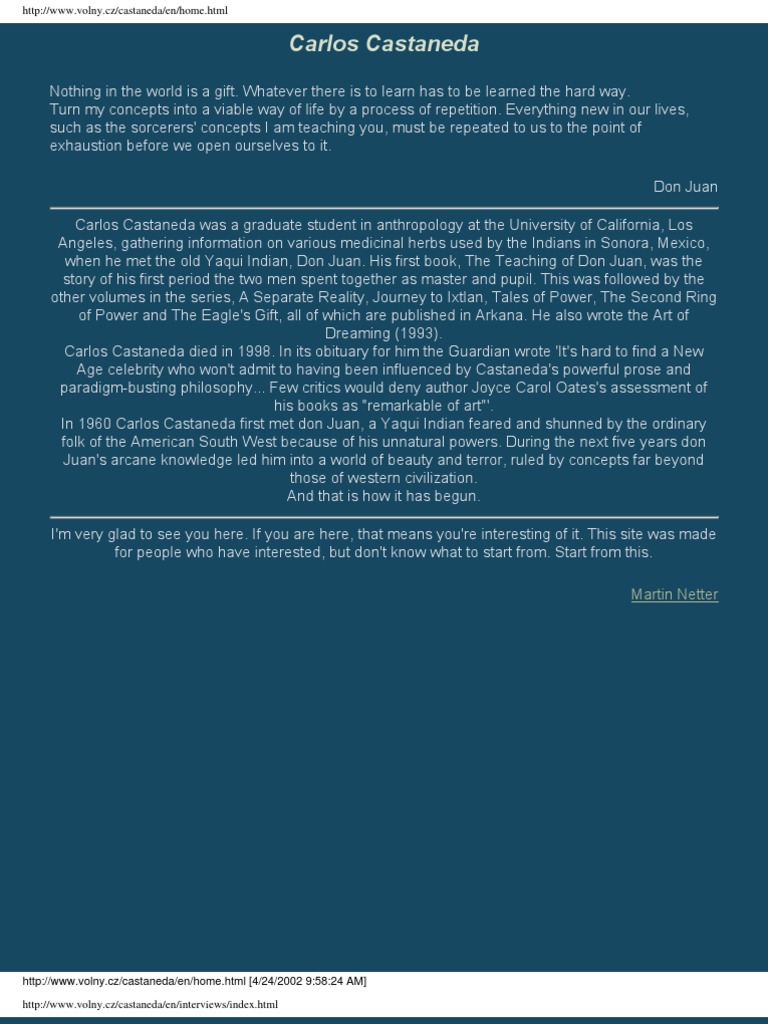 http://www.volny.cz/castaneda/en/home.html
Carlos Castaneda
Nothing in the world is a gift. Whatever there is to learn has to be learned the hard way.
Turn my concepts into a viable way of life by a process of repetition. Everything new in our lives,
such as the sorcerers' concepts I am teaching you, must be repeated to us to the point of
exhaustion before we open ourselves to it.
Don Juan
Carlos Castaneda was a graduate student in anthropology at the University of California, Los
Angeles, gathering information on various medicinal herbs used by the Indians in Sonora, Mexico,
when he met the old Yaqui Indian, Don Juan. His first book, The Teaching of Don Juan, was the
story of his first period the two men spent together as master and pupil. This was followed by the
other volumes in the series, A Separate Reality, Journey to Ixtlan, Tales of Power, The Second Ring
of Power and The Eagle's Gift, all of which are published in Arkana. He also wrote the Art of
Dreaming (1993).
Carlos Castaneda died in 1998. In its obituary for him the Guardian wrote 'It's hard to find a New
Age celebrity who won't admit to having been influenced by Castaneda's powerful prose and
paradigm-busting philosophy... Few critics would deny author Joyce Carol Oates's assessment of
his books as "remarkable of art"'.
In 1960 Carlos Castaneda first met don Juan, a Yaqui Indian feared and shunned by the ordinary
folk of the American South West because of his unnatural powers. During the next five years don
Juan's arcane knowledge led him into a world of beauty and terror, ruled by concepts far beyond
those of western civilization.
And that is how it has begun.
I'm very glad to see you here. If you are here, that means you're interesting of it. This site was made
for people who have interested, but don't know what to start from. Start from this.
Martin Netter
http://www.volny.cz/castaneda/en/home.html [4/24/2002 9:58:24 AM]
http://www.volny.cz/castaneda/en/interviews/index.html